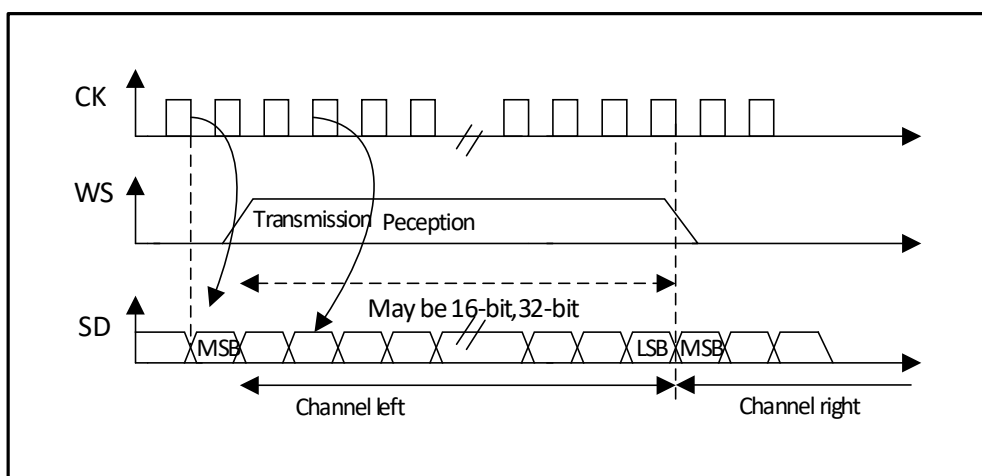 CK
WS
Transmission Peception
May be 16-bit,32-bit
SD
MSB
LSB
MSB
Channel left
Channel right